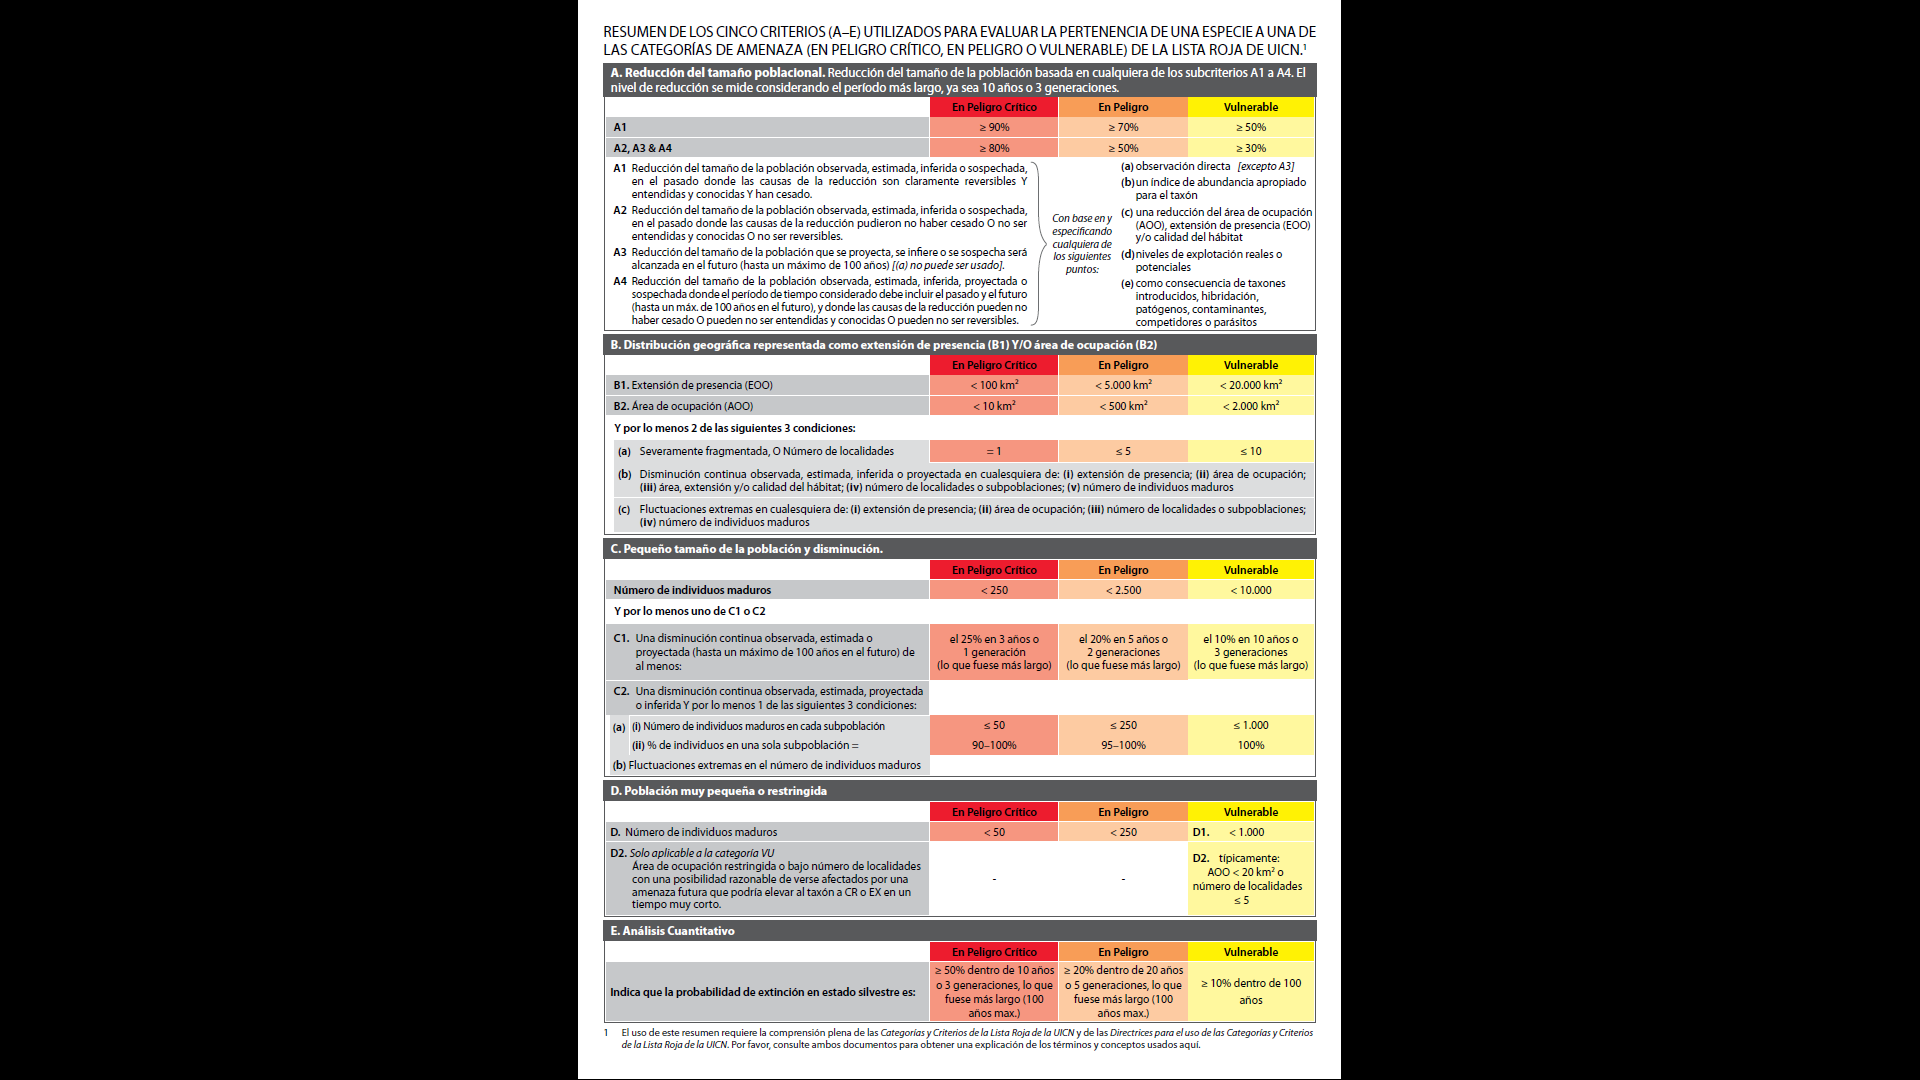 RESUMEN DE LOS CINCO CRITERIOS (A–E) UTILIZADOS PARA EVALUAR LA PERTENENCIA DE UNA ESPECIE A UNA DE
LAS CATEGORÍAS DE AMENAZA (EN PELIGRO CRÍTICO, EN PELIGRO O VULNERABLE) DE LA LISTA ROJA DE UICN.¹
A. Reducción del tamaño poblacional. Reducción del tamaño de la población basada en cualquiera de los subcriterios A1 a A4. El
nivel de reducción se mide considerando el período más largo, ya sea 10 años o 3 generaciones.
En Peligro Crítico En Peligro Vulnerable
A1 ≥ 90% ≥ 70% ≥ 50%
A2, A3 & A4 ≥ 80% ≥ 50% ≥ 30%
A1 Reducción del tamaño de la población observada, estimada, inferida o sospechada,
en el pasado donde las causas de la reducción son claramente reversibles Y
entendidas y conocidas Y han cesado.
A2 Reducción del tamaño de la población observada, estimada, inferida o sospechada,
en el pasado donde las causas de la reducción pudieron no haber cesado O no ser
entendidas y conocidas O no ser reversibles.
A3 Reducción del tamaño de la población que se proyecta, se infiere o se sospecha será
alcanzada en el futuro (hasta un máximo de 100 años) [(a) no puede ser usado].
A4 Reducción del tamaño de la población observada, estimada, inferida, proyectada o
sospechada donde el período de tiempo considerado debe incluir el pasado y el futuro
(hasta un máx. de 100 años en el futuro), y donde las causas de la reducción pueden no
haber cesado O pueden no ser entendidas y conocidas O pueden no ser reversibles.
Con base en y
especificando
cualquiera de
los siguientes
puntos:
(a) observación directa [excepto A3]
(b) un índice de abundancia apropiado
para el taxón
(c) una reducción del área de ocupación
(AOO), extensión de presencia (EOO)
y/o calidad del hábitat
(d) niveles de explotación reales o
potenciales
(e) como consecuencia de taxones
introducidos, hibridación,
patógenos, contaminantes,
competidores o parásitos
B. Distribución geográfica representada como extensión de presencia (B1) Y/O área de ocupación (B2)
En Peligro Crítico En Peligro Vulnerable
B1. Extensión de presencia (EOO) < 100 km² < 5.000 km² < 20.000 km²
B2. Área de ocupación (AOO) < 10 km² < 500 km² < 2.000 km²
Y por lo menos 2 de las siguientes 3 condiciones:
(a) Severamente fragmentada, O Número de localidades = 1 ≤ 5 ≤ 10
(b) Disminución continua observada, estimada, inferida o proyectada en cualesquiera de: (i) extensión de presencia; (ii) área de ocupación;
(iii) área, extensión y/o calidad del hábitat; (iv) número de localidades o subpoblaciones; (v) número de individuos maduros
(c) Fluctuaciones extremas en cualesquiera de: (i) extensión de presencia; (ii) área de ocupación; (iii) número de localidades o subpoblaciones;
(iv) número de individuos maduros
C. Pequeño tamaño de la población y disminución.
En Peligro Crítico En Peligro Vulnerable
Número de individuos maduros < 250 < 2.500 < 10.000
Y por lo menos uno de C1 o C2
C1. Una disminución continua observada, estimada o
proyectada (hasta un máximo de 100 años en el futuro) de
al menos:
el 25% en 3 años o
1 generación
(lo que fuese más largo)
el 20% en 5 años o
2 generaciones
(lo que fuese más largo)
el 10% en 10 años o
3 generaciones
(lo que fuese más largo)
C2. Una disminución continua observada, estimada, proyectada
o inferida Y por lo menos 1 de las siguientes 3 condiciones:
(a) (i) Número de individuos maduros en cada subpoblación ≤ 50 ≤ 250 ≤ 1.000
(ii) % de individuos en una sola subpoblación = 90–100% 95–100% 100%
(b) Fluctuaciones extremas en el número de individuos maduros
D. Población muy pequeña o restringida
En Peligro Crítico En Peligro Vulnerable
D. Número de individuos maduros < 50 < 250 D1. < 1.000
D2. Solo aplicable a la categoría VU
Área de ocupación restringida o bajo número de localidades
con una posibilidad razonable de verse afectados por una
amenaza futura que podría elevar al taxón a CR o EX en un
tiempo muy corto.
- -
D2. típicamente:
AOO < 20 km² o
número de localidades
≤ 5
E. Análisis Cuantitativo
En Peligro Crítico En Peligro Vulnerable
Indica que la probabilidad de extinción en estado silvestre es:
≥ 50% dentro de 10 años
o 3 generaciones, lo que
fuese más largo (100
años max.)
≥ 20% dentro de 20 años
o 5 generaciones, lo que
fuese más largo (100
años max.)
≥ 10% dentro de 100
años
1 El uso de este resumen requiere la comprensión plena de las Categorías y Criterios de la Lista Roja de la UICN y de las Directrices para el uso de las Categorías y Criterios
de la Lista Roja de la UICN. Por favor, consulte ambos documentos para obtener una explicación de los términos y conceptos usados aquí.